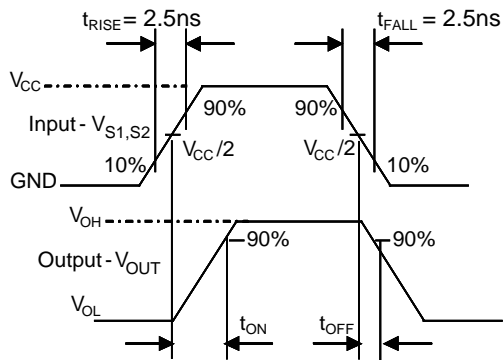 tRISE = 2.5ns
tFALL = 2.5ns
VCC
90%
90%
Input - VS1,S2
VCC/2
VCC/2
10%
10%
GND
VOH
90%
90%
Output - VOUT
VOL
tON
tOFF